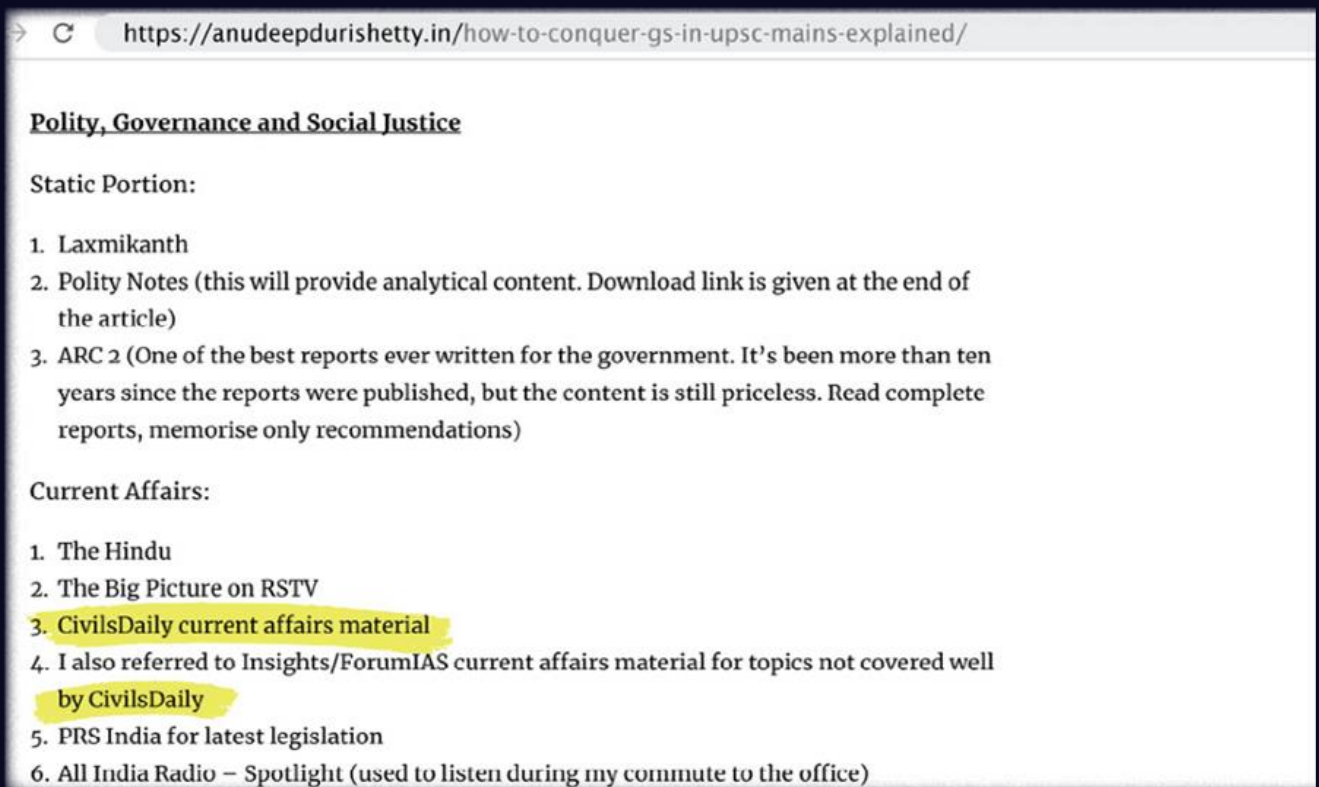 https://anudeepdurishetty.in/how-to-conquer-gs-in-upsc-mains-explained/
Polity, Governance and Social Justice
Static Portion:
1. Laxmikanth
2. Polity Notes (this will provide analytical content. Download link is given at the end of
the article)
3. ARC 2 (One of the best reports ever written for the government. It's been more than ten
years since the reports were published, but the content is still priceless. Read complete
reports, memorise only recommendations)
Current Affairs:
1. The Hindu
2. The Big Picture on RSTV
3. CivilsDaily current affairs material
4. I also referred to Insights/ForumIAS current affairs material for topics not covered well
by CivilsDaily
5. PRS India for latest legislation
6. All India Radio – Spotlight (used to listen during my commute to the office)